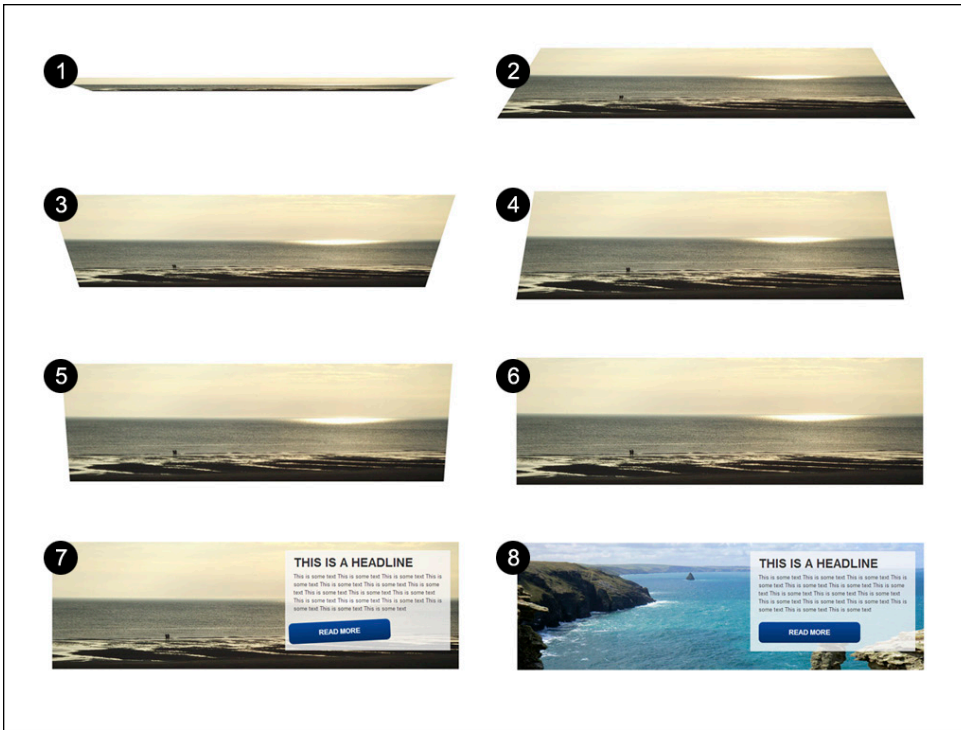 1
2
3
4
5
6
7
THIS IS A HEADLINE
This is some text This is some text This is some text This is
some text This is some text This is some text This is some
text This is some text This is some text This is some text
This is some text This is some text This is some text This is
some text This is some text This is some text
READ MORE
8
THIS IS A HEADLINE
This is some text This is some text This is some text This is
some text This is some text This is some text This is some
text This is some text This is some text This is some text
This is some text This is some text This is some text This is
some text This is some text This is some text
READ MORE